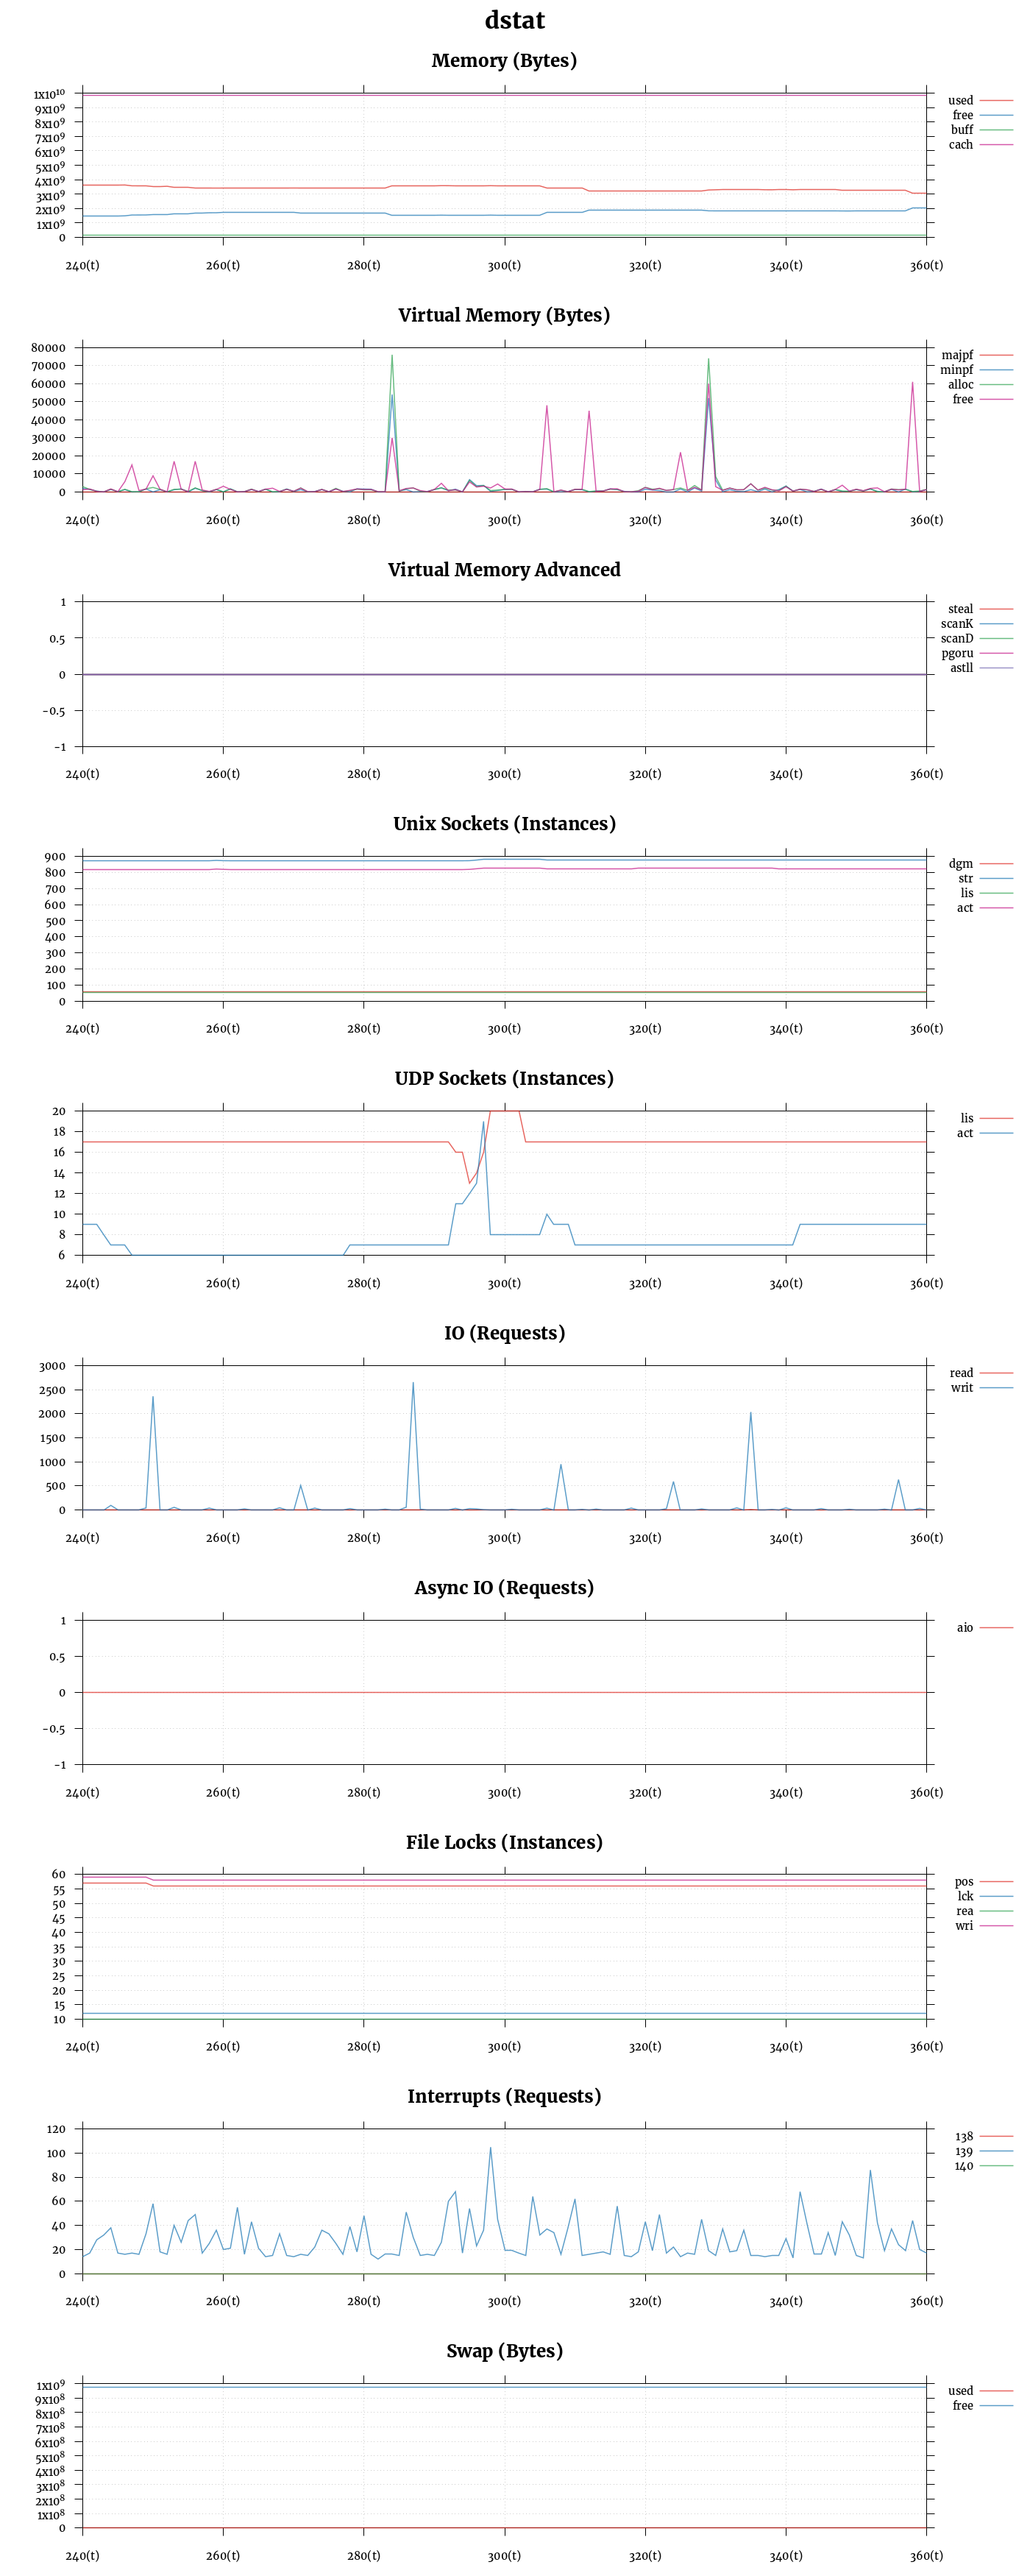 dstat
Memory (Bytes)
1x10¹⁰
9x10⁹
8x10⁹
7x10⁹
6x10⁹
5x10⁹
4x10⁹
3x10⁹
2x10⁹
1x10⁹
0
240(t) 260(t) 280(t) 300(t) 320(t) 340(t) 360(t)
used
free
buff
cach
Virtual Memory (Bytes)
80000
70000
60000
50000
40000
30000
20000
10000
0
240(t) 260(t) 280(t) 300(t) 320(t) 340(t) 360(t)
majpf
minpf
alloc
free
Virtual Memory Advanced
1
0.5
0
-0.5
-1
240(t) 260(t) 280(t) 300(t) 320(t) 340(t) 360(t)
steal
scanK
scanD
pgoru
astll
Unix Sockets (Instances)
900
800
700
600
500
400
300
200
100
0
240(t) 260(t) 280(t) 300(t) 320(t) 340(t) 360(t)
dgm
str
lis
act
UDP Sockets (Instances)
20
18
16
14
12
10
8
6
240(t) 260(t) 280(t) 300(t) 320(t) 340(t) 360(t)
lis
act
IO (Requests)
3000
2500
2000
1500
1000
500
0
240(t) 260(t) 280(t) 300(t) 320(t) 340(t) 360(t)
read
writ
Async IO (Requests)
1
0.5
0
-0.5
-1
240(t) 260(t) 280(t) 300(t) 320(t) 340(t) 360(t)
aio
File Locks (Instances)
60
55
50
45
40
35
30
25
20
15
10
240(t) 260(t) 280(t) 300(t) 320(t) 340(t) 360(t)
pos
lck
rea
wri
Interrupts (Requests)
120
100
80
60
40
20
0
240(t) 260(t) 280(t) 300(t) 320(t) 340(t) 360(t)
138
139
140
Swap (Bytes)
1x10⁹
9x10⁸
8x10⁸
7x10⁸
6x10⁸
5x10⁸
4x10⁸
3x10⁸
2x10⁸
1x10⁸
0
240(t) 260(t) 280(t) 300(t) 320(t) 340(t) 360(t)
used
free